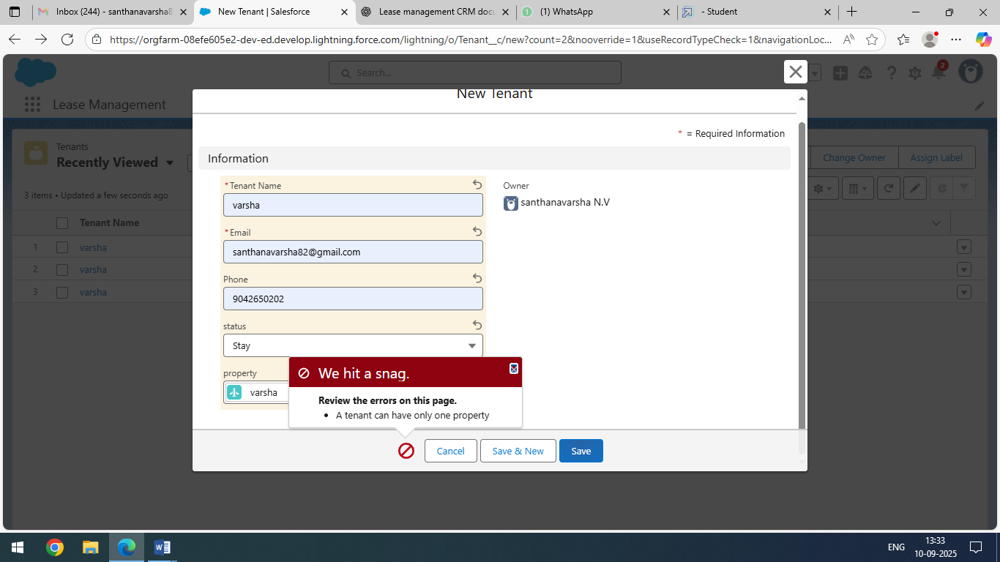 Inbox (244) - santhanavarsha8
New Tenant | Salesforce
Lease management CRM docu
(1) WhatsApp
- Student
https://orgfarm-08efe605e2-dev-ed.develop.lightning.force.com/lightning/o/Tenant__c/new?count=2&nooverride=1&useRecordTypeCheck=1&navigationLoc...
Search...
2
Lease Management
New Tenant
* = Required Information
Tenants
Recently Viewed
Change Owner
Assign Label
3 items • Updated a few seconds ago
Tenant Name
1 varsha
2 varsha
3 varsha
Information
*Tenant Name
varsha
Owner
santhanavarsha N.V
*Email
santhanavarsha82@gmail.com
Phone
9042650202
status
Stay
property
varsha
We hit a snag.
Review the errors on this page.
• A tenant can have only one property
Cancel
Save & New
Save
ENG
13:33
10-09-2025